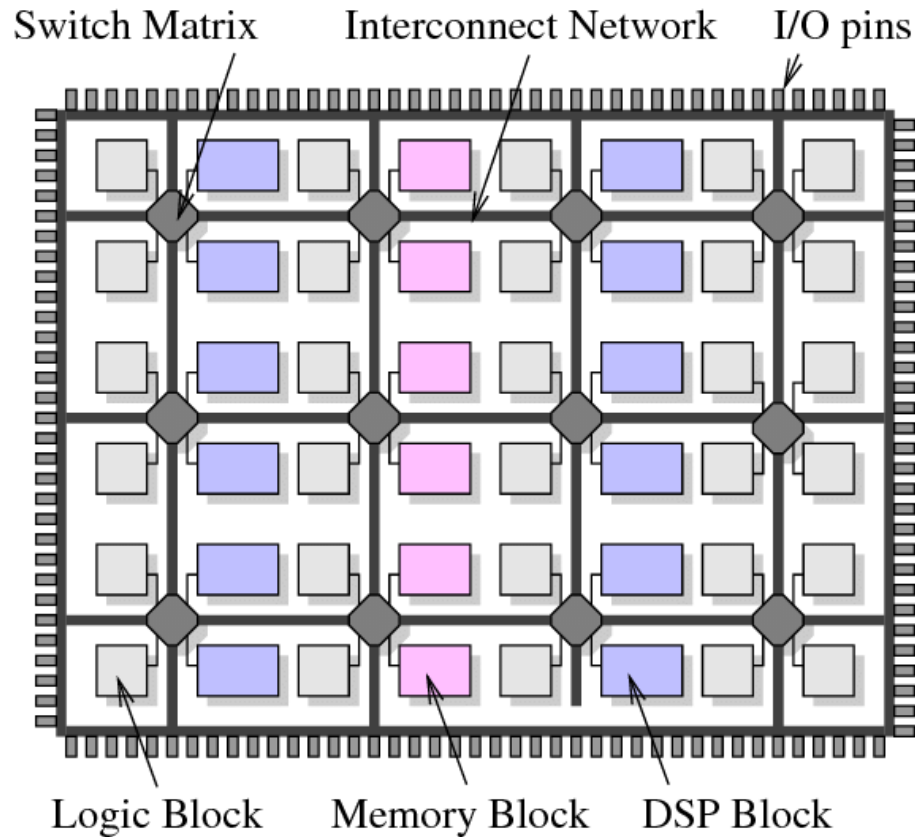 Switch Matrix
Interconnect Network
I/O pins
Logic Block
Memory Block
DSP Block